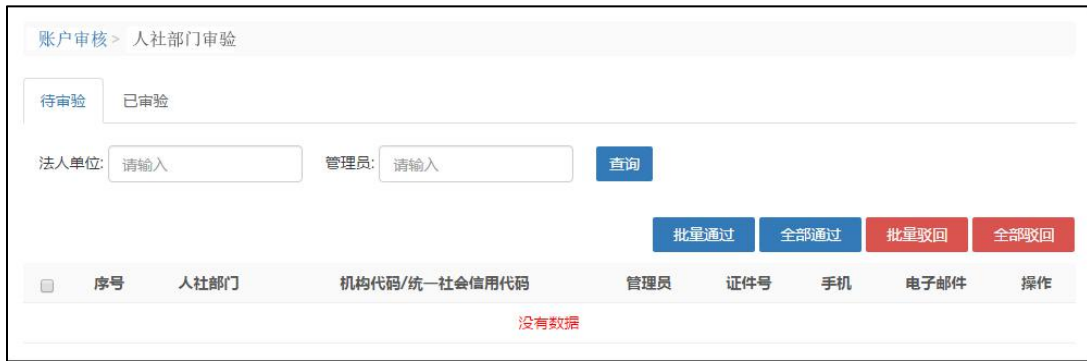 账户审核> 人社部门审验
待审验 已审验
法人单位: 请输入 管理员: 请输入 查询
批量通过 全部通过 批量驳回 全部驳回
序号 人社部门 机构代码/统一社会信用代码 管理员 证件号 手机 电子邮件 操作
没有数据